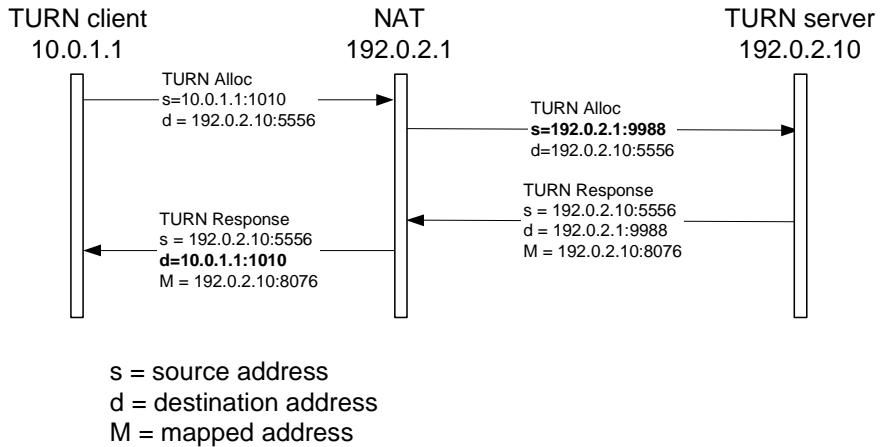 TURN client
10.0.1.1
NAT
192.0.2.1
TURN server
192.0.2.10
TURN Alloc
s=10.0.1.1:1010
d = 192.0.2.10:5556
TURN Alloc
s=192.0.2.1:9988
d=192.0.2.10:5556
TURN Response
s = 192.0.2.10:5556
d = 192.0.2.1:9988
M = 192.0.2.10:8076
TURN Response
s = 192.0.2.10:5556
d=10.0.1.1:1010
M = 192.0.2.10:8076
s = source address
d = destination address
M = mapped address